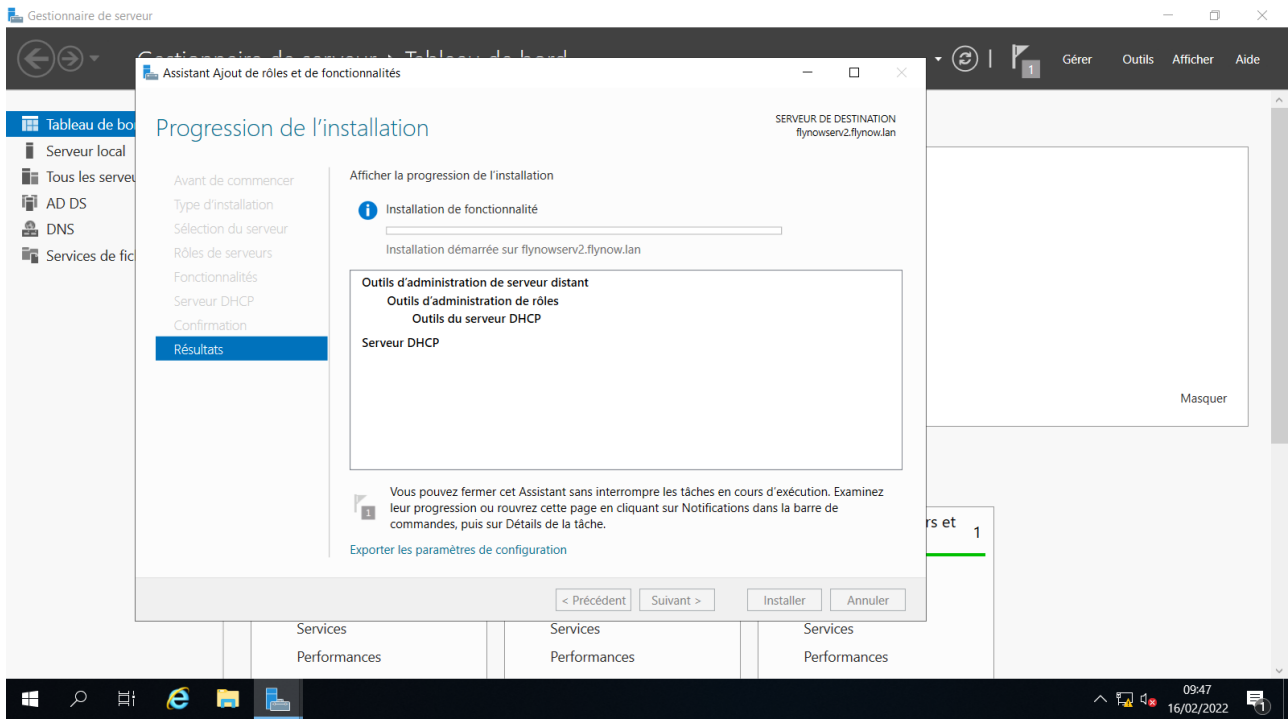 Gestionnaire de serveur
Gérer Outils Afficher Aide
1
Assistant Ajout de rôles et de fonctionnalités
Tableau de bo
Serveur local
Tous les serveu
AD DS
DNS
Services de fic
Progression de l'installation
SERVEUR DE DESTINATION
flynowserv2.flynow.lan
Avant de commencer
Type d'installation
Sélection du serveur
Rôles de serveurs
Fonctionnalités
Serveur DHCP
Confirmation
Résultats
Afficher la progression de l'installation
Installation de fonctionnalité
Installation démarrée sur flynowserv2.flynow.lan
Outils d'administration de serveur distant
Outils d'administration de rôles
Outils du serveur DHCP
Serveur DHCP
1
Vous pouvez fermer cet Assistant sans interrompre les tâches en cours d'exécution. Examinez
leur progression ou rouvrez cette page en cliquant sur Notifications dans la barre de
commandes, puis sur Détails de la tâche.
Exporter les paramètres de configuration
< Précédent Suivant > Installer Annuler
Masquer
rs et 1
Services Services Services
Performances Performances Performances
09:47
16/02/2022
1